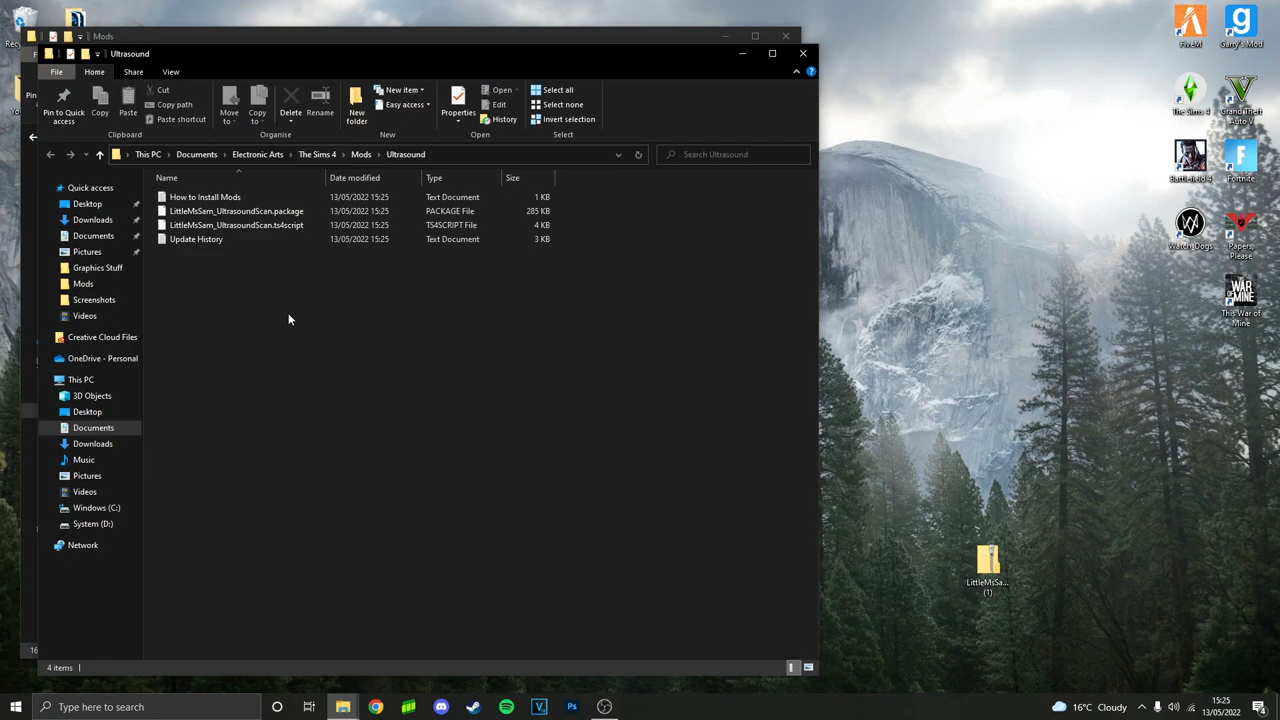 Mods
Ultrasound
File Home Share View
Pin to Quick access
Copy
Paste
Cut
Copy path
Paste shortcut
Clipboard
Move to
Copy to
Delete
Rename
Organise
New folder
New item
Easy access
New
Properties
Open
Edit
History
Open
Select all
Select none
Invert selection
Select
This PC Documents Electronic Arts The Sims 4 Mods Ultrasound
Search Ultrasound
Name Date modified Type Size
How to Install Mods 13/05/2022 15:25 Text Document 1 KB
LittleMsSam_UltrasoundScan.package 13/05/2022 15:25 PACKAGE File 285 KB
LittleMsSam_UltrasoundScan.ts4script 13/05/2022 15:25 TS4SCRIPT File 4 KB
Update History 13/05/2022 15:25 Text Document 3 KB
Quick access
Desktop
Downloads
Documents
Pictures
Graphics Stuff
Mods
Screenshots
Videos
Creative Cloud Files
OneDrive - Personal
This PC
3D Objects
Desktop
Documents
Downloads
Music
Pictures
Videos
Windows (C:)
System (D:)
Network
16
4 items
FiveM
Garry's Mod
The Sims 4
Grand Theft Auto V
Battlefield 4
Fortnite
Watch_Dogs
Papers, Please
WAR OF MINE
This War of Mine
LittleMsSa...
(1)
Type here to search
16°C Cloudy
15:25
13/05/2022
4